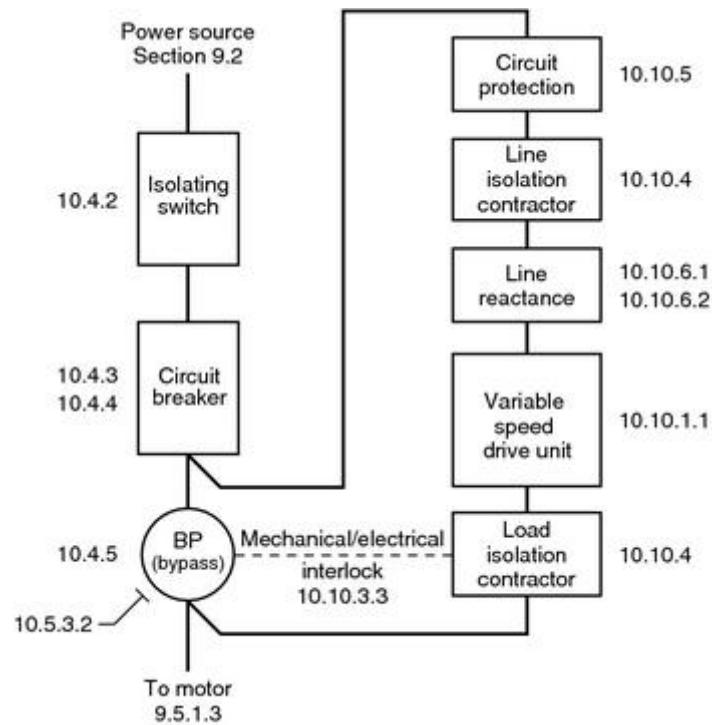 Power source
Section 9.2
10.4.2
Isolating
switch
10.4.3
10.4.4
Circuit
breaker
10.4.5
BP
(bypass)
10.5.3.2
To motor
9.5.1.3
Mechanical/electrical
interlock
10.10.3.3
Circuit
protection
10.10.5
Line
isolation
contractor
10.10.4
Line
reactance
10.10.6.1
10.10.6.2
Variable
speed
drive unit
10.10.1.1
Load
isolation
contractor
10.10.4